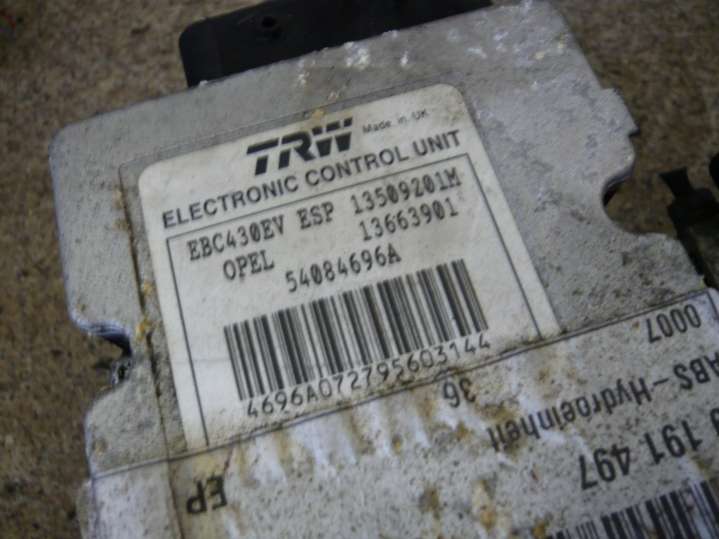 TRW Made in UK
ELECTRONIC CONTROL UNIT
EBC430EV ESP 13509201M
OPEL 13663901
54084696A
4696A072795603144
0007
ABS-Hydroeinheit
36
191 497
EP